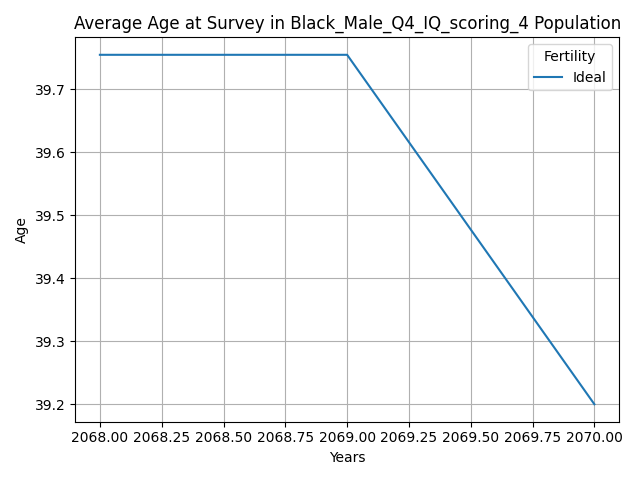 Average Age at Survey in Black_Male_Q4_IQ_scoring_4 Population
Fertility
Ideal
39.7
39.6
39.5
39.4
39.3
39.2
Age
2068.00 2068.25 2068.50 2068.75 2069.00 2069.25 2069.50 2069.75 2070.00
Years